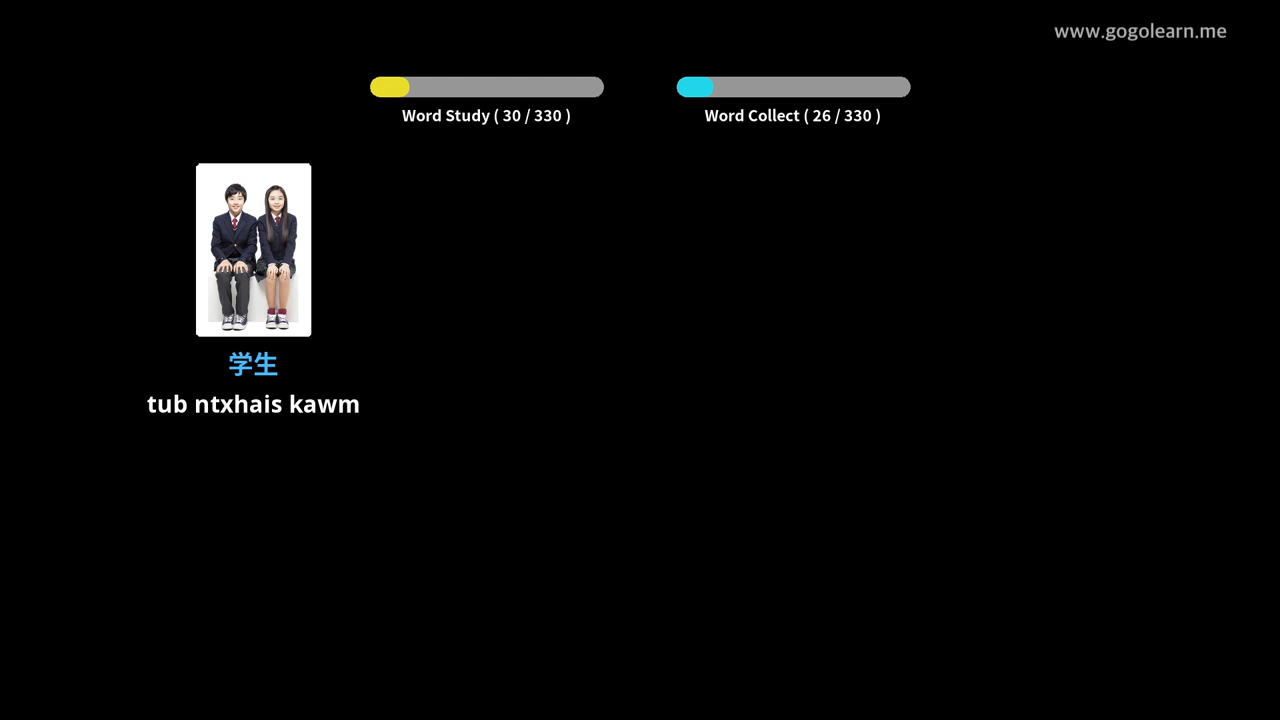 www.gogolearn.me
Word Study ( 30 / 330 )
Word Collect ( 26 / 330 )
学生
tub ntxhais kawm